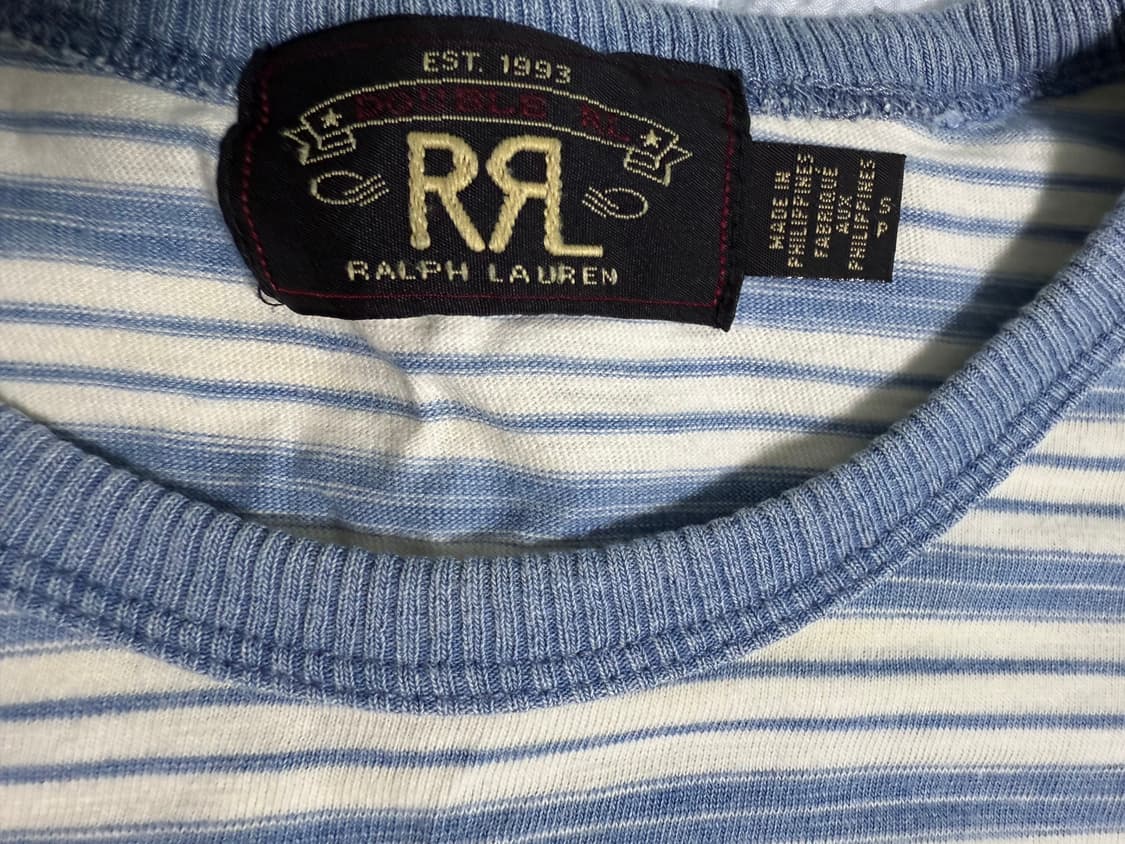 EST. 1993
DOUBLE RL
RRL
RALPH LAUREN
MADE IN
PHILIPPINES
FABRIQUÉ
AUX
PHILIPPINES
S
P